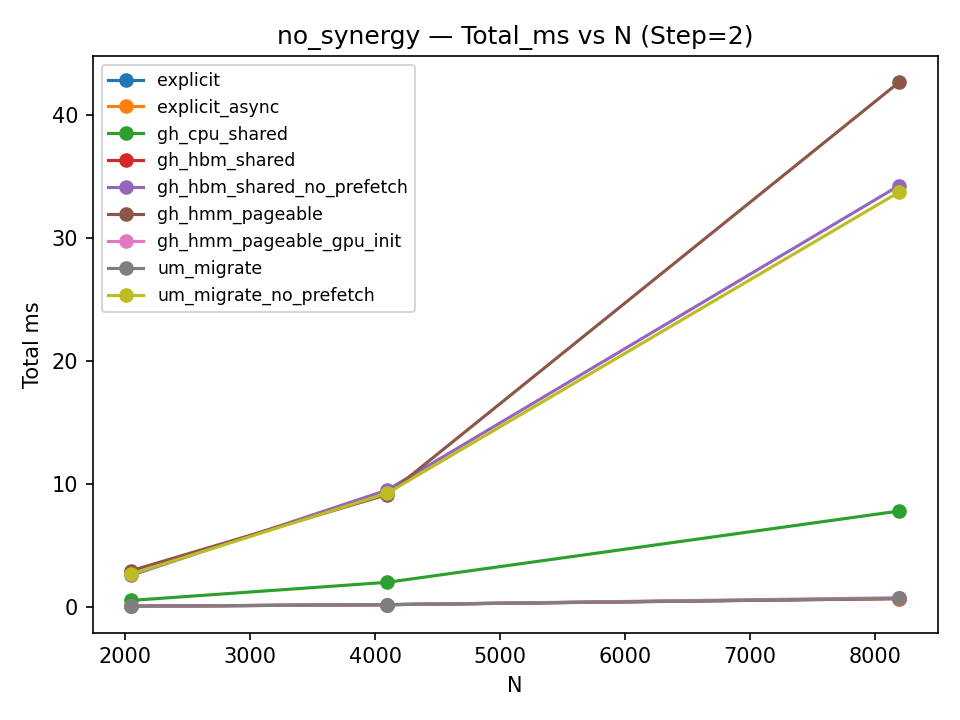 no_synergy — Total_ms vs N (Step=2)
explicit
explicit_async
gh_cpu_shared
gh_hbm_shared
gh_hbm_shared_no_prefetch
gh_hmm_pageable
gh_hmm_pageable_gpu_init
um_migrate
um_migrate_no_prefetch
Total ms
40
30
20
10
0
2000 3000 4000 5000 6000 7000 8000
N